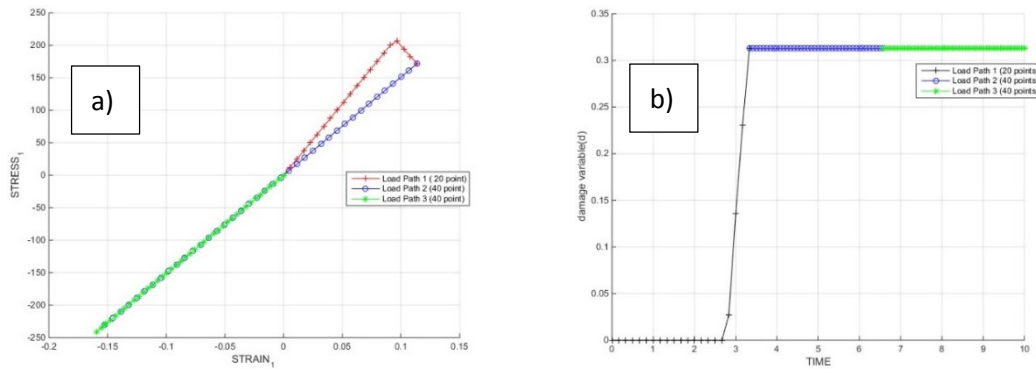 a)
250
200
150
100
50
0
-50
-100
-150
-200
-250
STRESS1
-0.2
-0.15
-0.1
-0.05
0
0.05
0.1
0.15
STRAIN1
Load Path 1 ( 20 point)
Load Path 2 (40 point)
Load Path 3 (40 point)
b)
0.35
0.3
0.25
0.2
0.15
0.1
0.05
0
damage variable(d)
0 1 2 3 4 5 6 7 8 9 10
TIME
Load Path 1 (20 points)
Load Path 2 (40 points)
Load Path 3 (40 points)